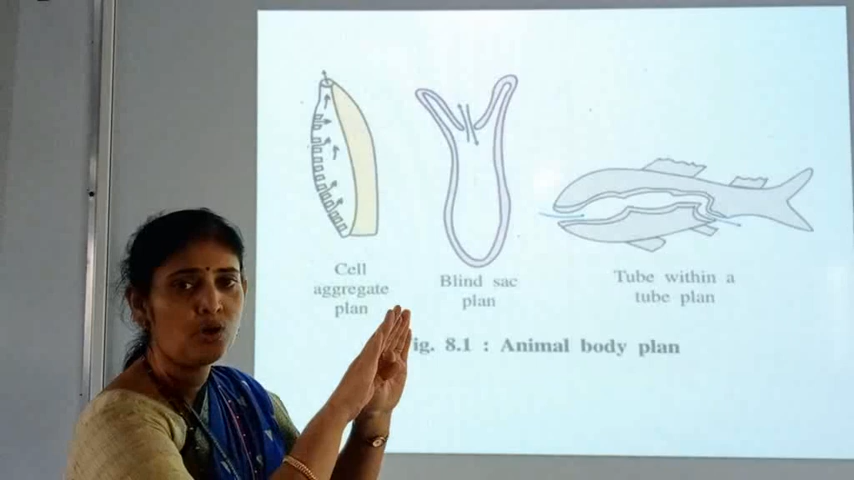 Cell
aggregate
plan
Blind sac
plan
Tube within a
tube plan
ig. 8.1 : Animal body plan